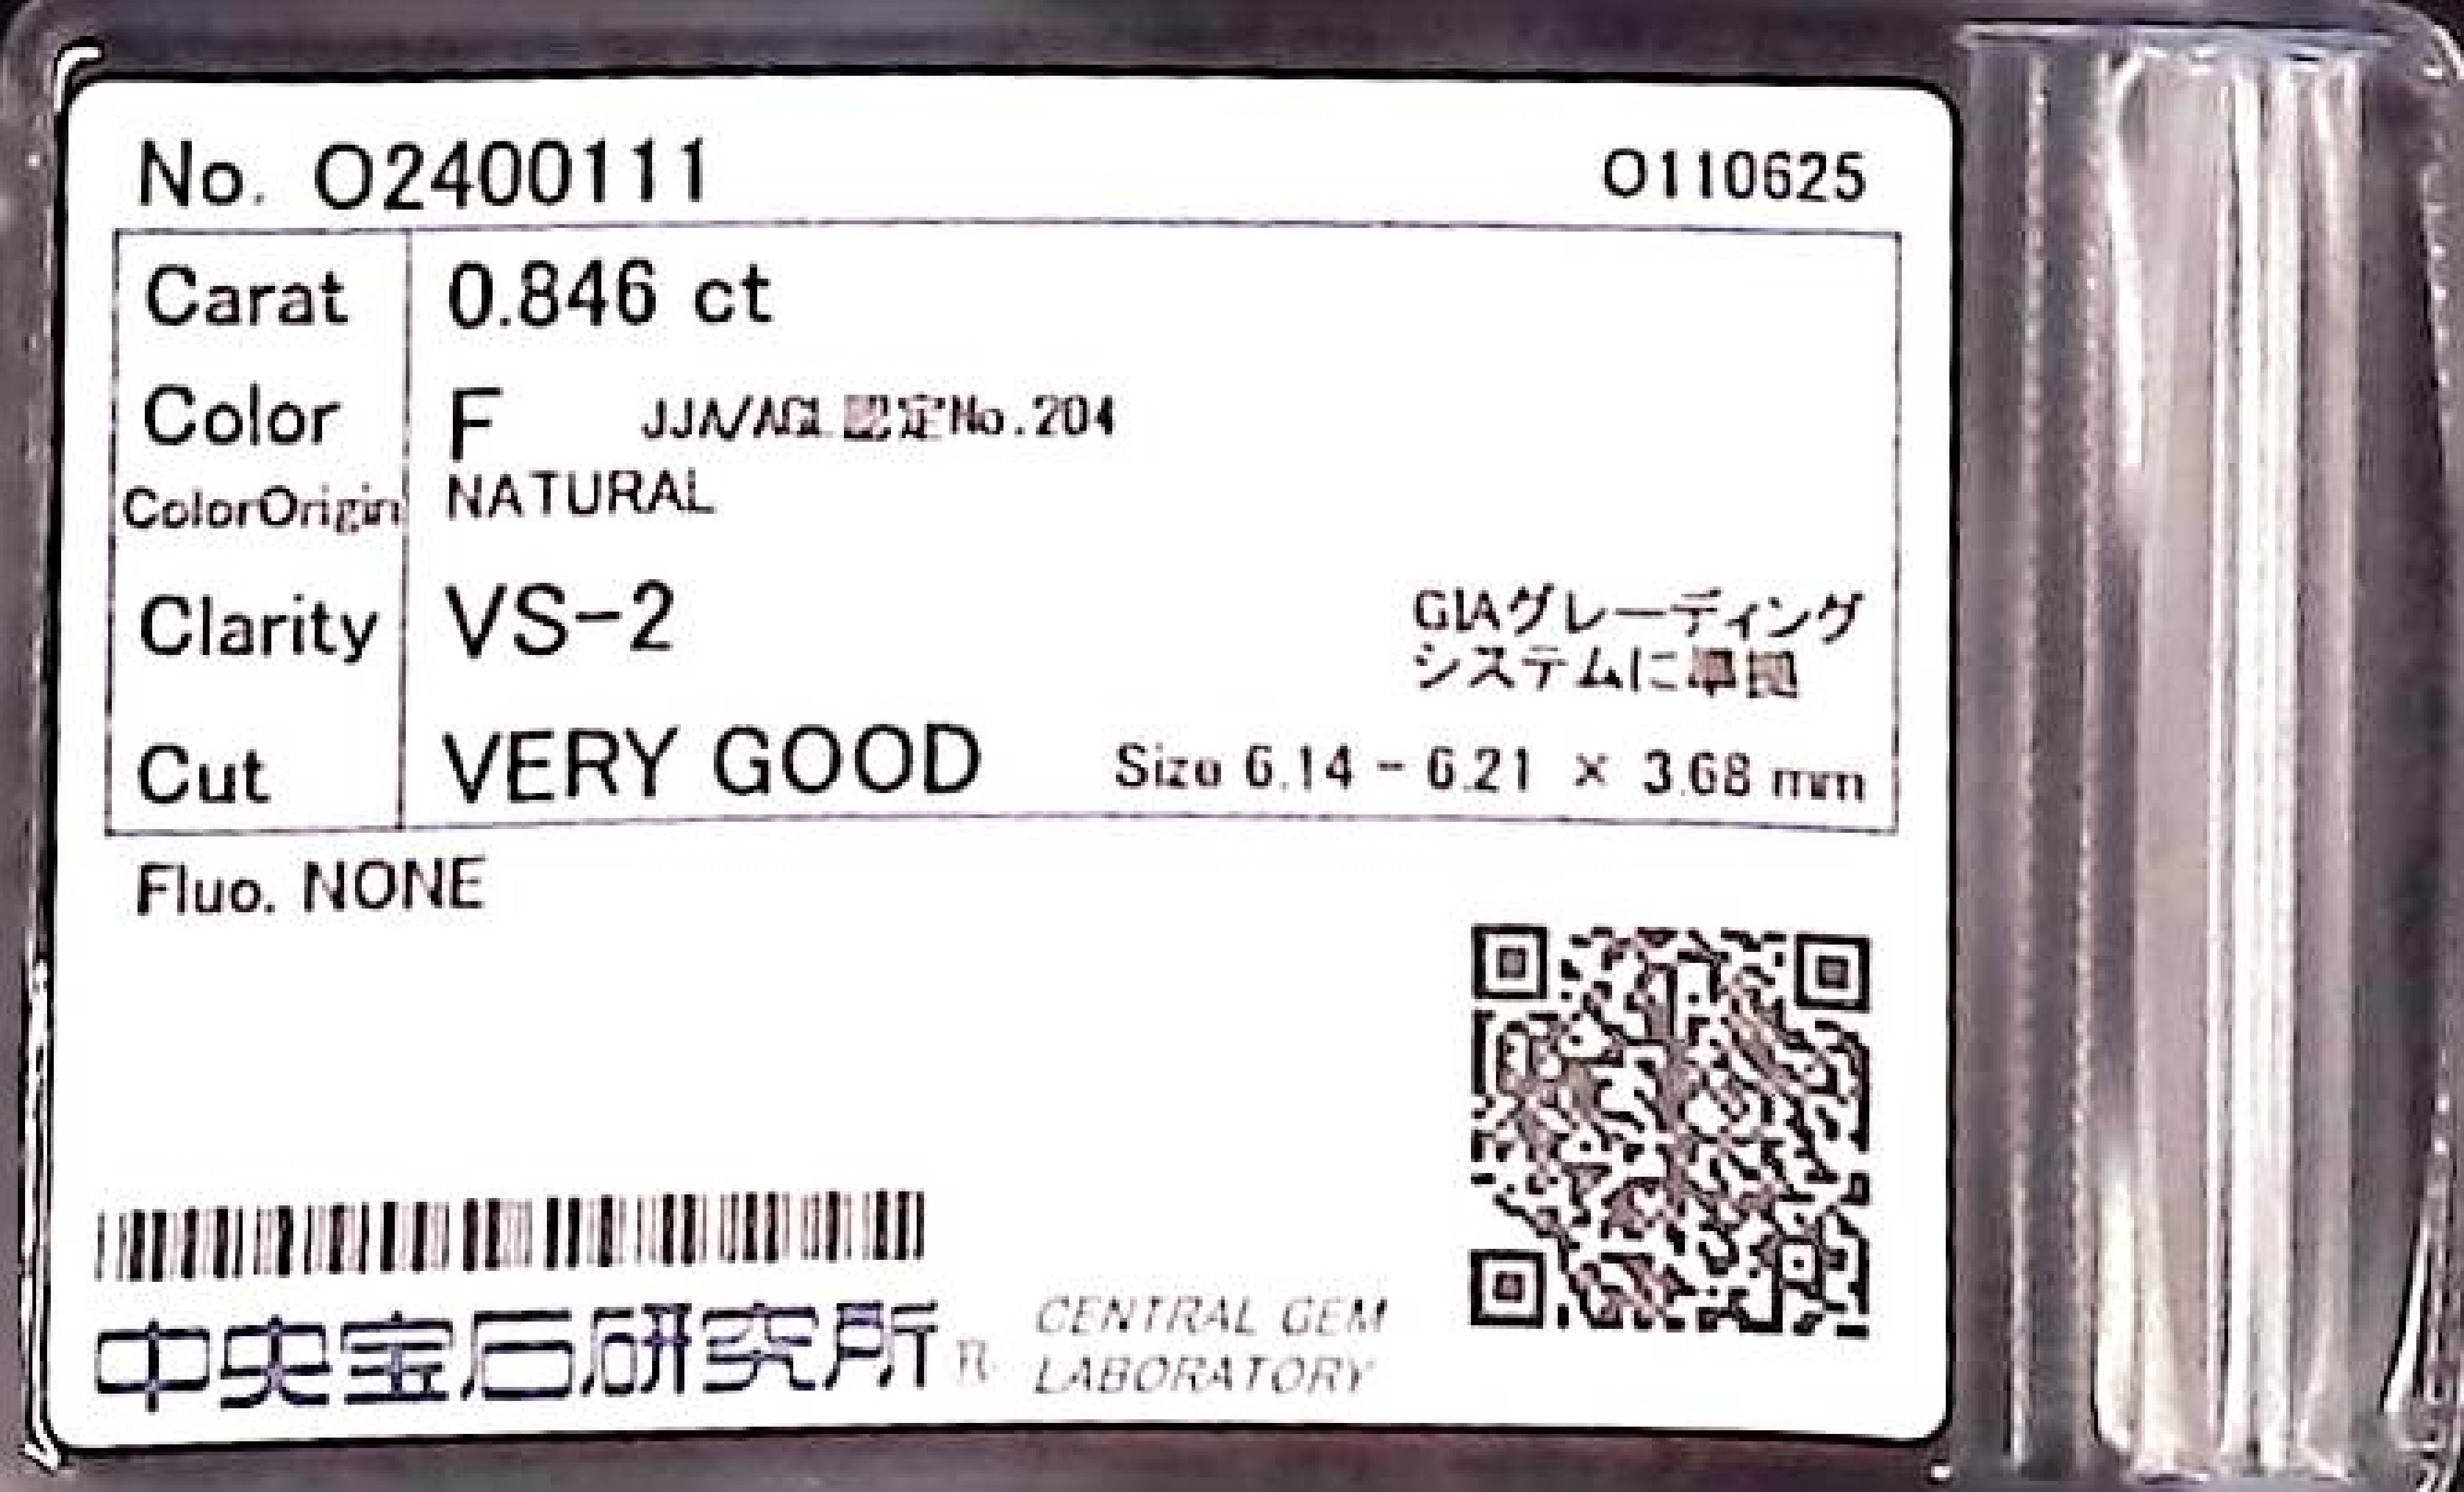 No. O2400111 O110625
Carat 0.846 ct
Color F JJA/AGL認定No.204
ColorOrigin NATURAL
Clarity VS-2
GIAグレーディング
システムに準拠
Cut VERY GOOD Size 6.14 - 6.21 × 3.68 mm
Fluo. NONE
中央宝石研究所® CENTRAL GEM
LABORATORY